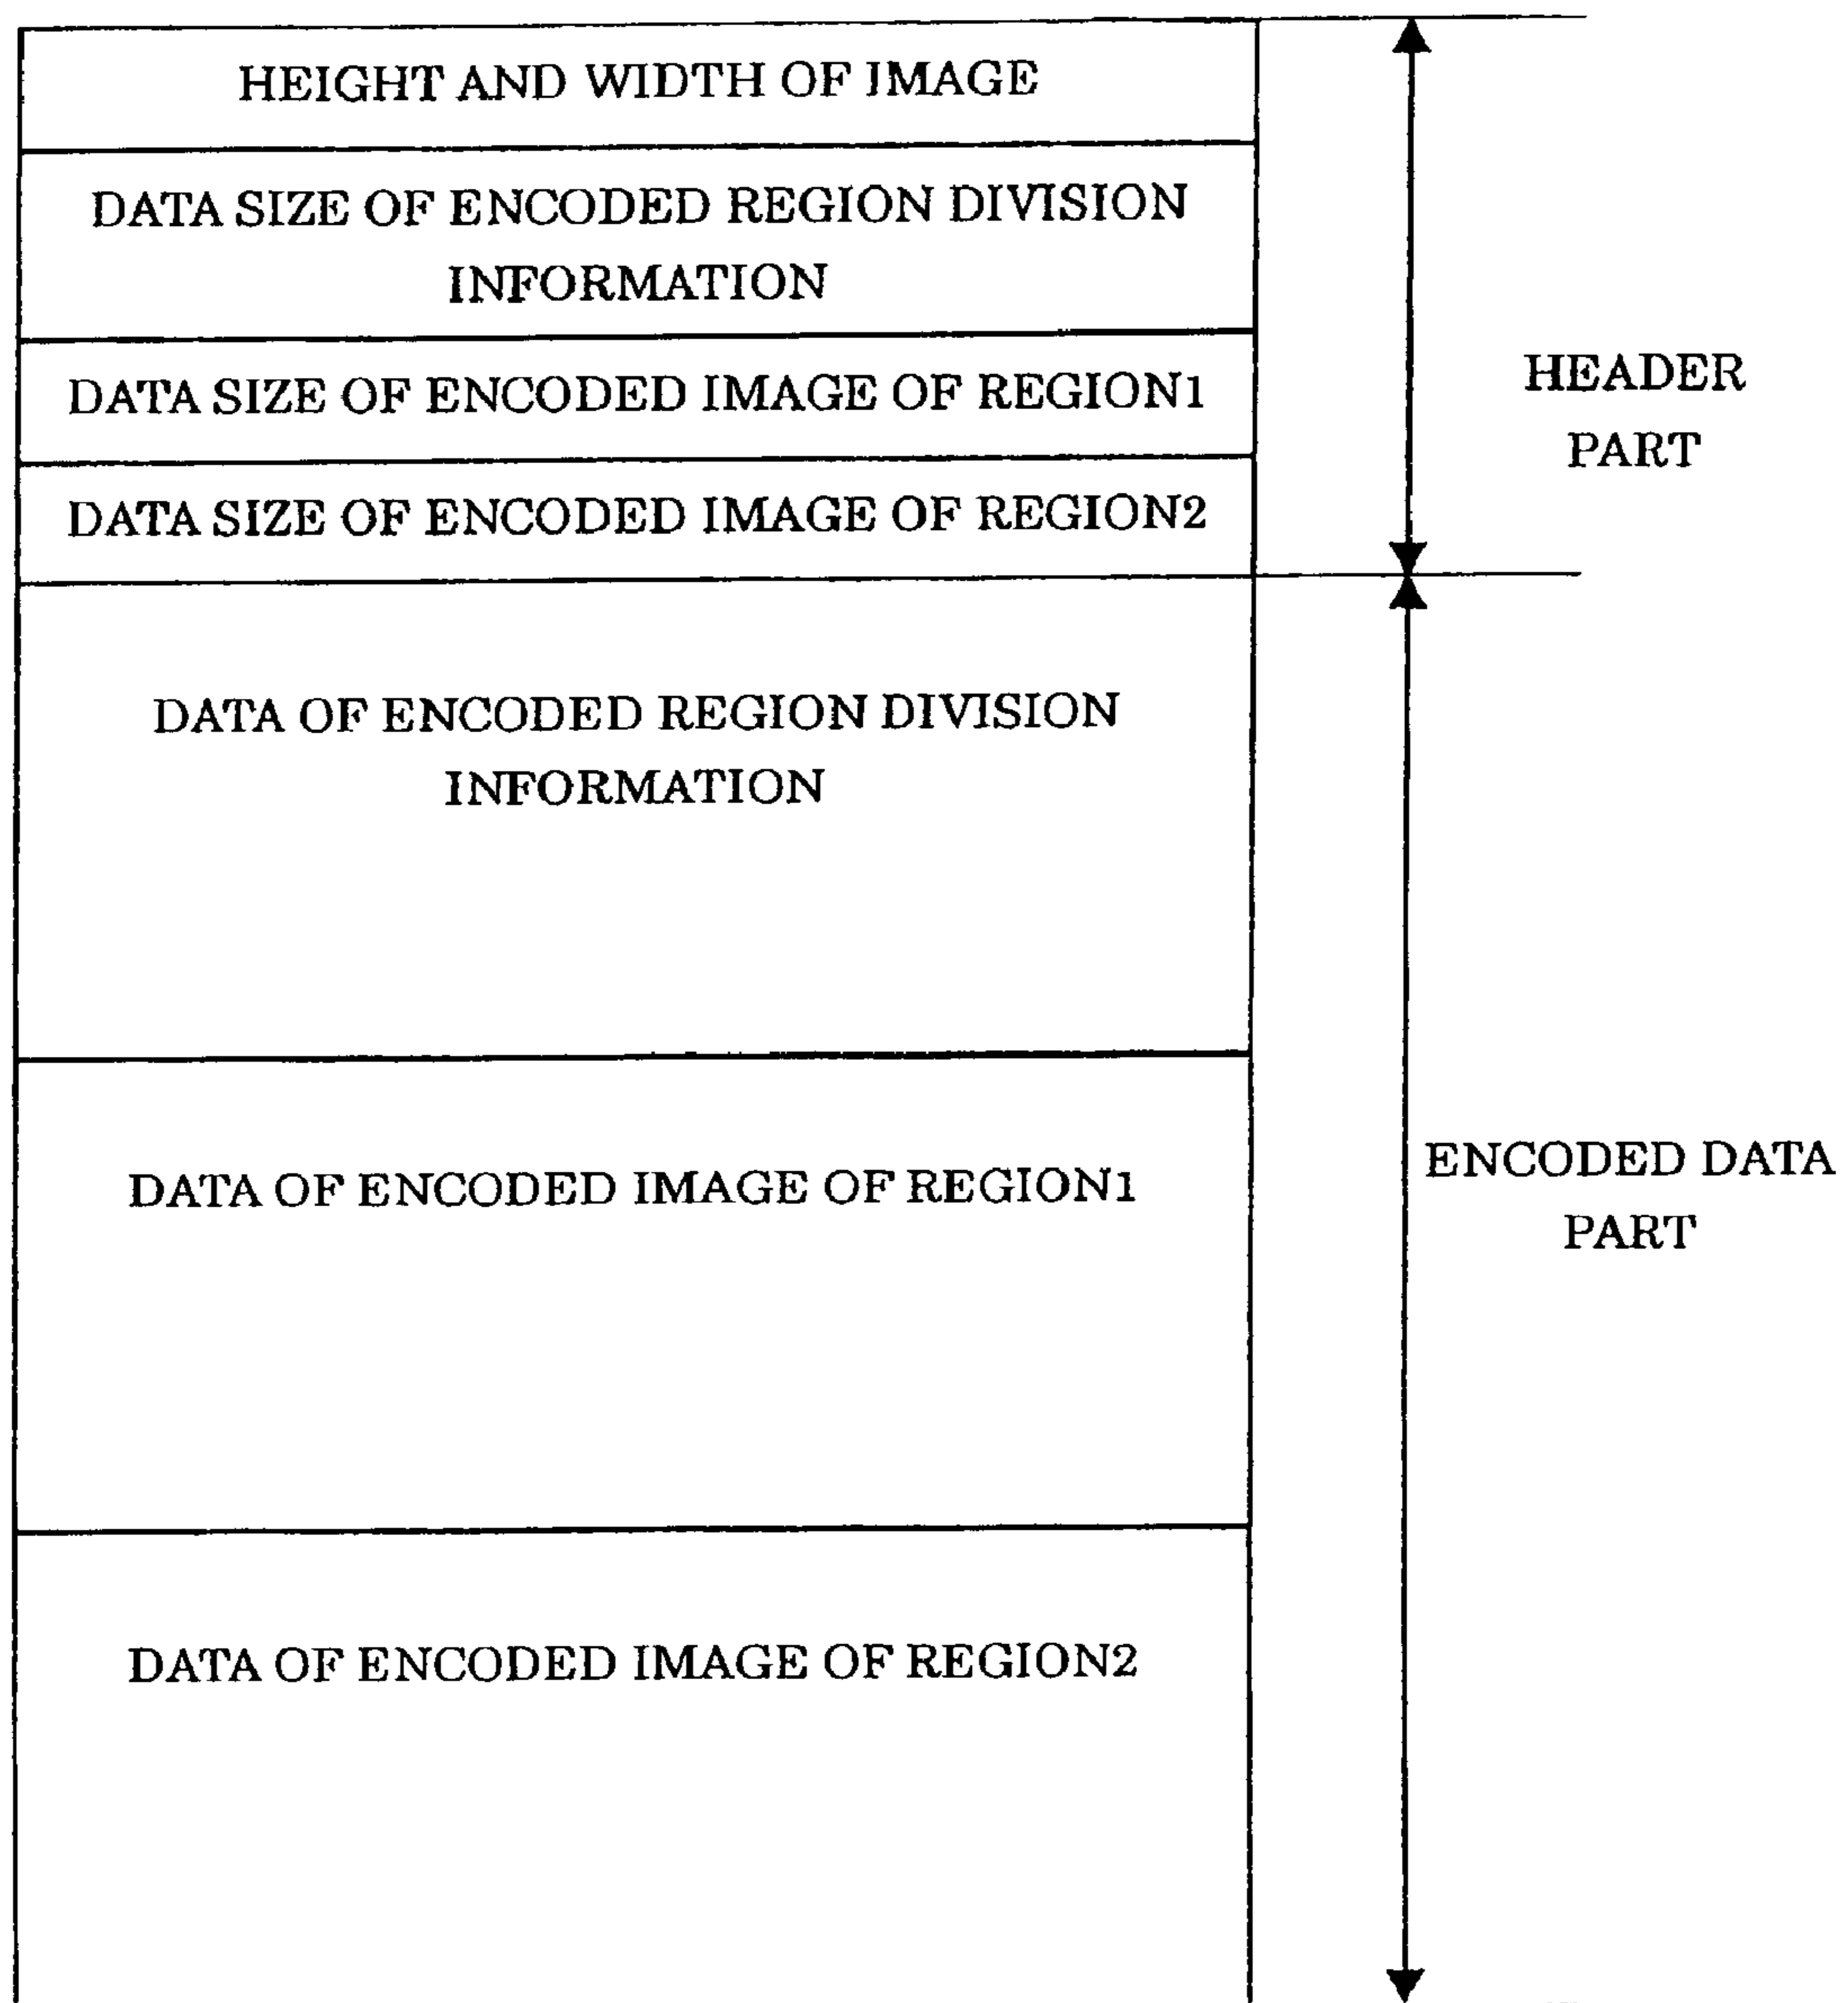 HEIGHT AND WIDTH OF IMAGE
DATA SIZE OF ENCODED REGION DIVISION
INFORMATION
DATA SIZE OF ENCODED IMAGE OF REGION1
DATA SIZE OF ENCODED IMAGE OF REGION2
HEADER
PART
DATA OF ENCODED REGION DIVISION
INFORMATION
DATA OF ENCODED IMAGE OF REGION1
DATA OF ENCODED IMAGE OF REGION2
ENCODED DATA
PART